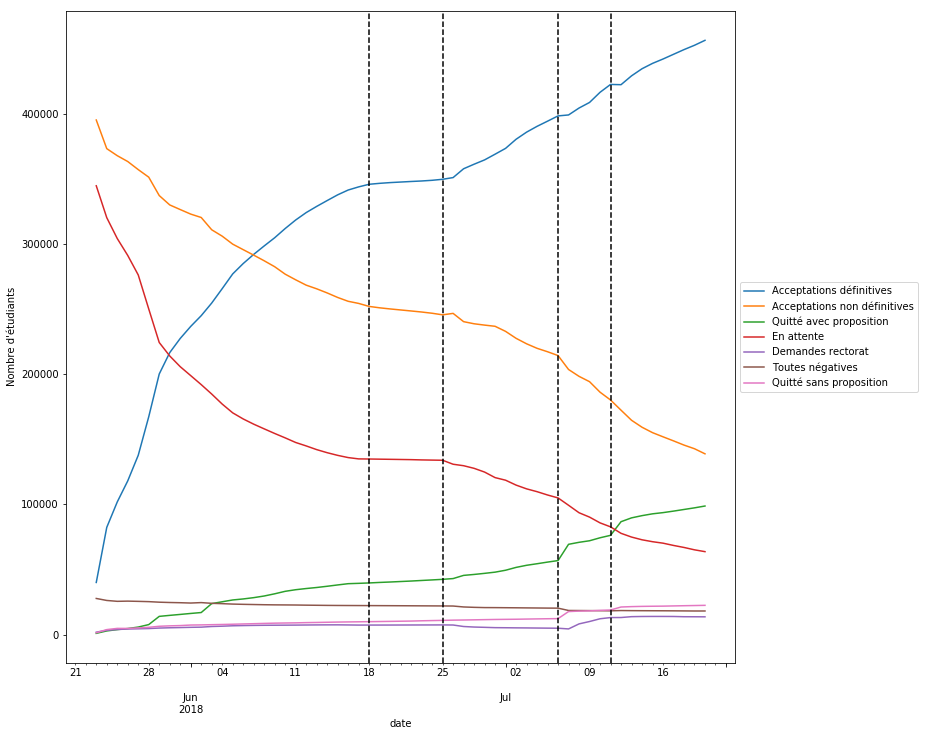 400000
300000
200000
100000
0
Nombre d'étudiants
21 28 04 11 18 25 02 09 16
Jun Jul
2018
date
Acceptations définitives
Acceptations non définitives
Quitté avec proposition
En attente
Demandes rectorat
Toutes négatives
Quitté sans proposition